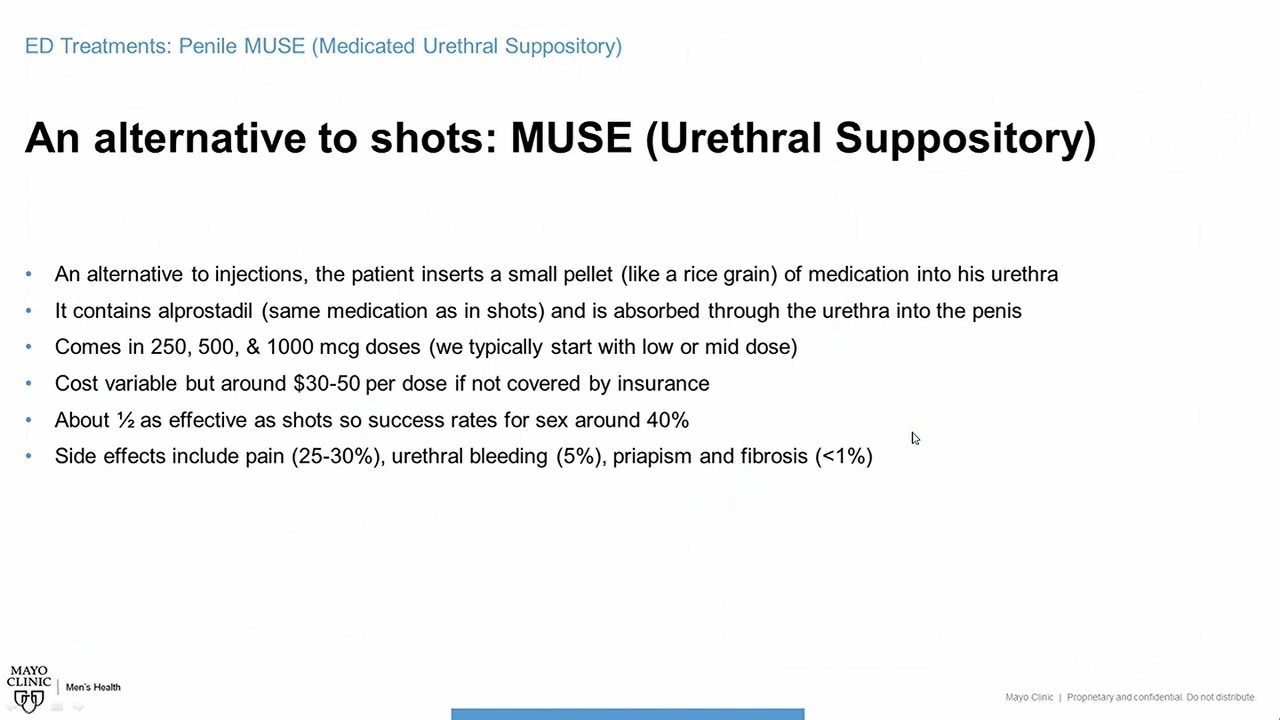 ED Treatments: Penile MUSE (Medicated Urethral Suppository)
An alternative to shots: MUSE (Urethral Suppository)
• An alternative to injections, the patient inserts a small pellet (like a rice grain) of medication into his urethra
• It contains alprostadil (same medication as in shots) and is absorbed through the urethra into the penis
• Comes in 250, 500, & 1000 mcg doses (we typically start with low or mid dose)
• Cost variable but around $30-50 per dose if not covered by insurance
• About ½ as effective as shots so success rates for sex around 40%
• Side effects include pain (25-30%), urethral bleeding (5%), priapism and fibrosis (<1%)
MAYO
CLINIC
Men's Health
Mayo Clinic | Proprietary and confidential. Do not distribute.